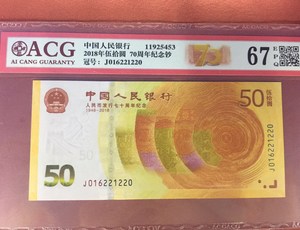 ACG
AI CANG GUARANTY
中国人民银行 11925453
2018年伍拾圆 70周年纪念钞
冠号: J016221220
70
67 EPQ
中国人民银行
人民币发行七十周年纪念
1948-2018
50
伍拾圆
50
J016221220